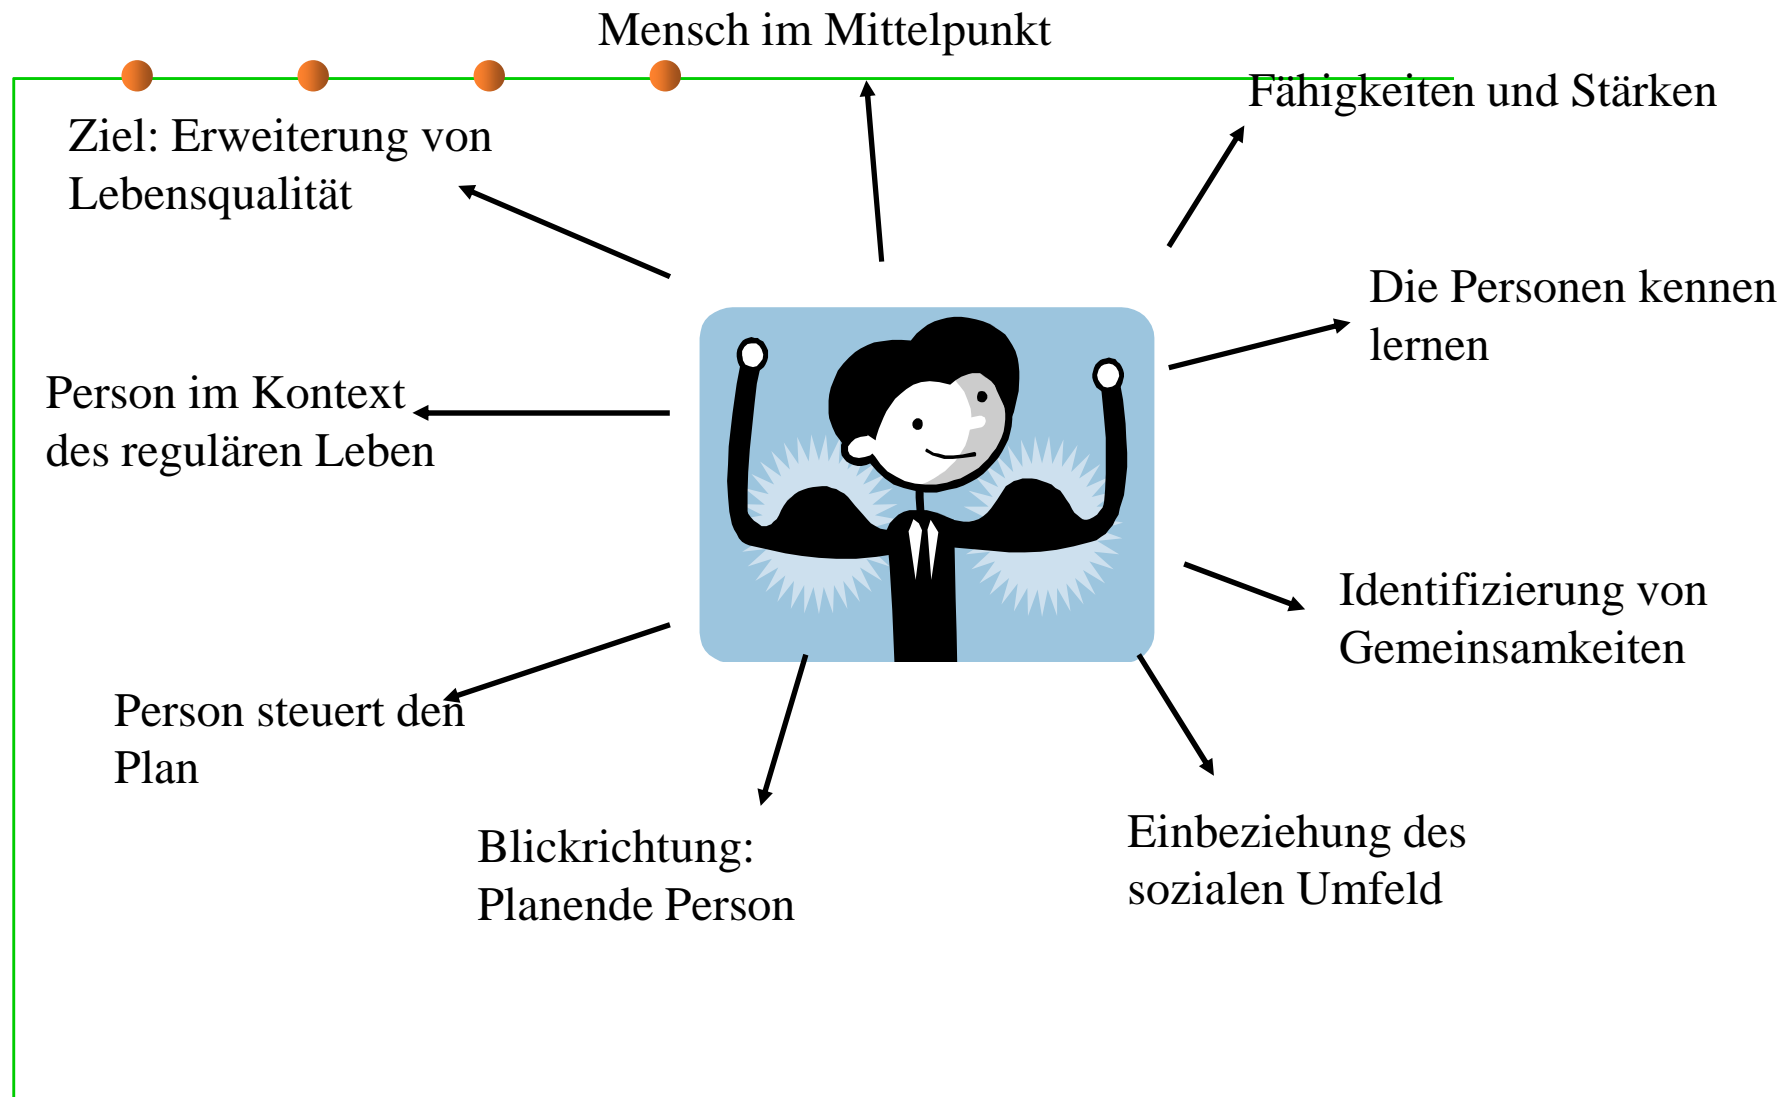 Mensch im Mittelpunkt
Fähigkeiten und Stärken
Ziel: Erweiterung von
Lebensqualität
Die Personen kennen
lernen
Person im Kontext
des regulären Leben
Identifizierung von
Gemeinsamkeiten
Person steuert den
Plan
Einbeziehung des
sozialen Umfeld
Blickrichtung:
Planende Person